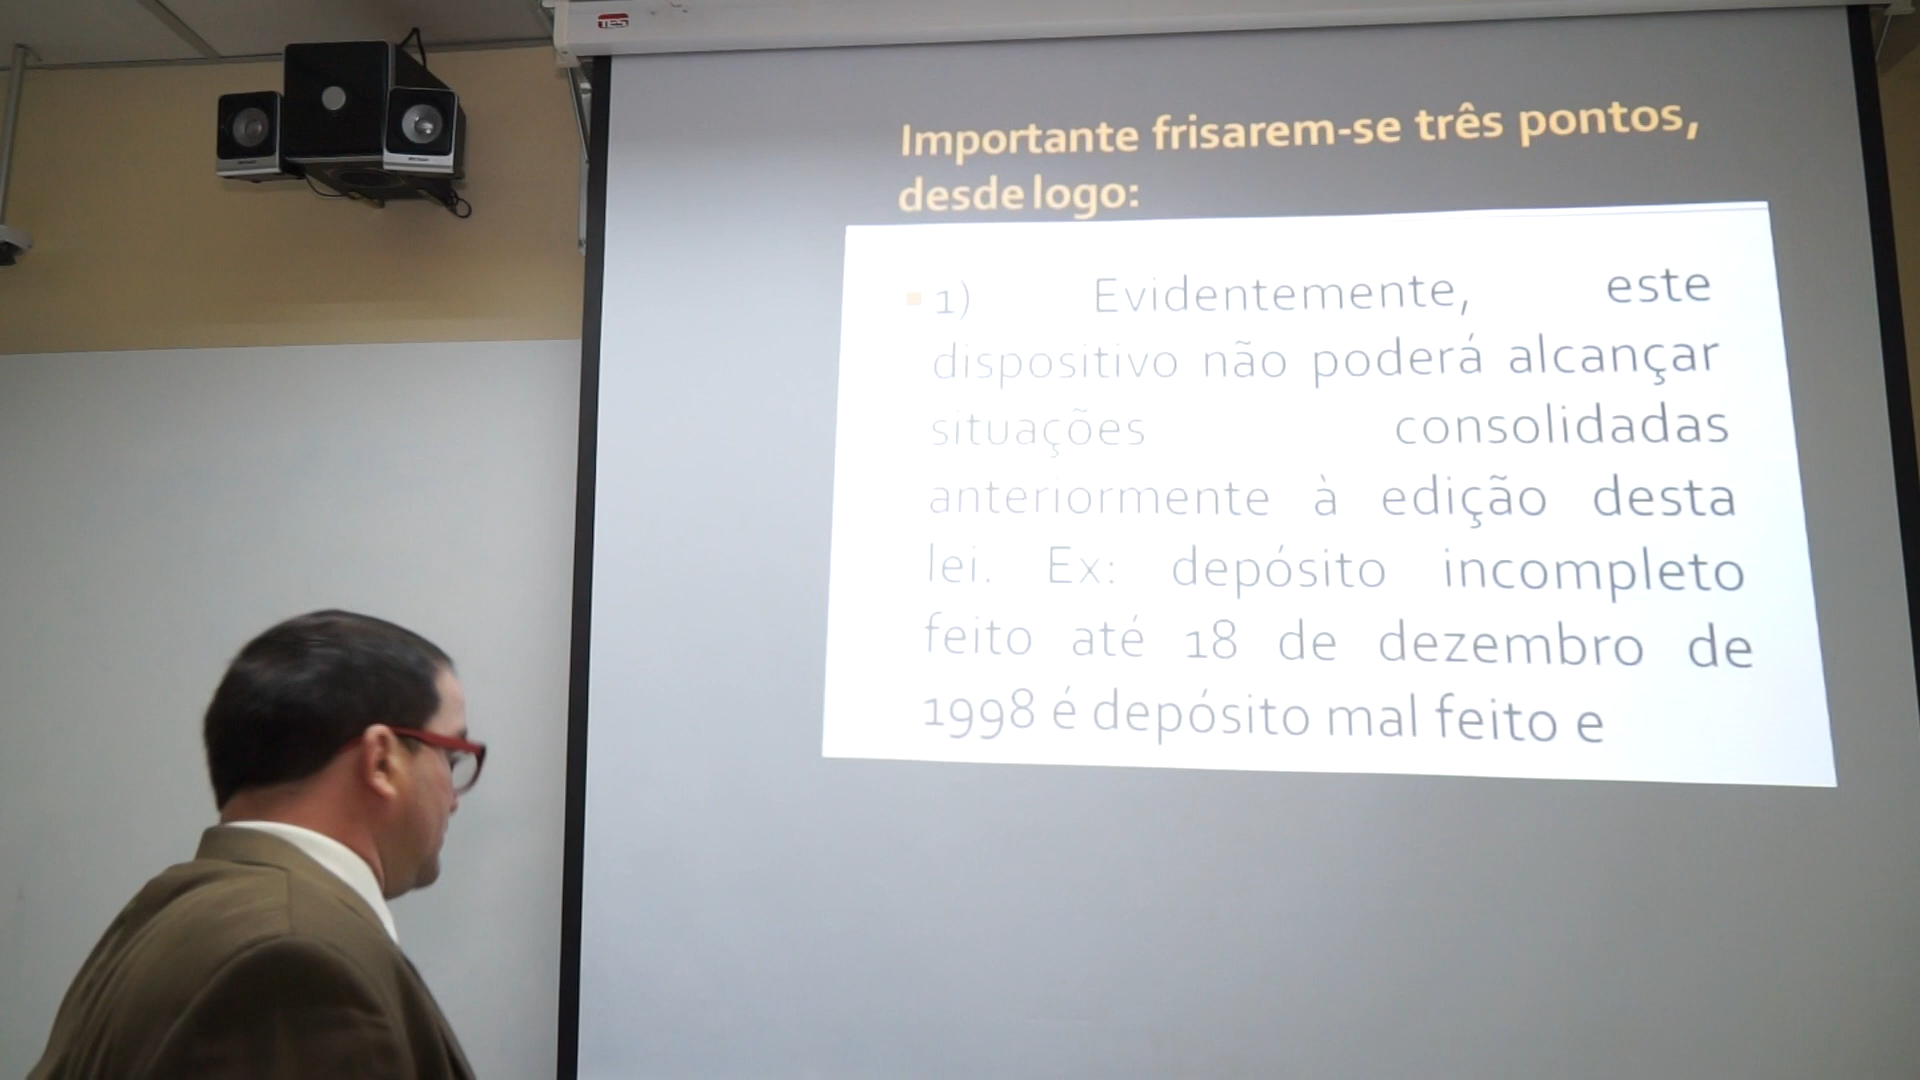 Importante frisarem-se três pontos,
desde logo:
1) Evidentemente, este
dispositivo não poderá alcançar
situações consolidadas
anteriormente à edição desta
lei. Ex: depósito incompleto
feito até 18 de dezembro de
1998 é depósito mal feito e